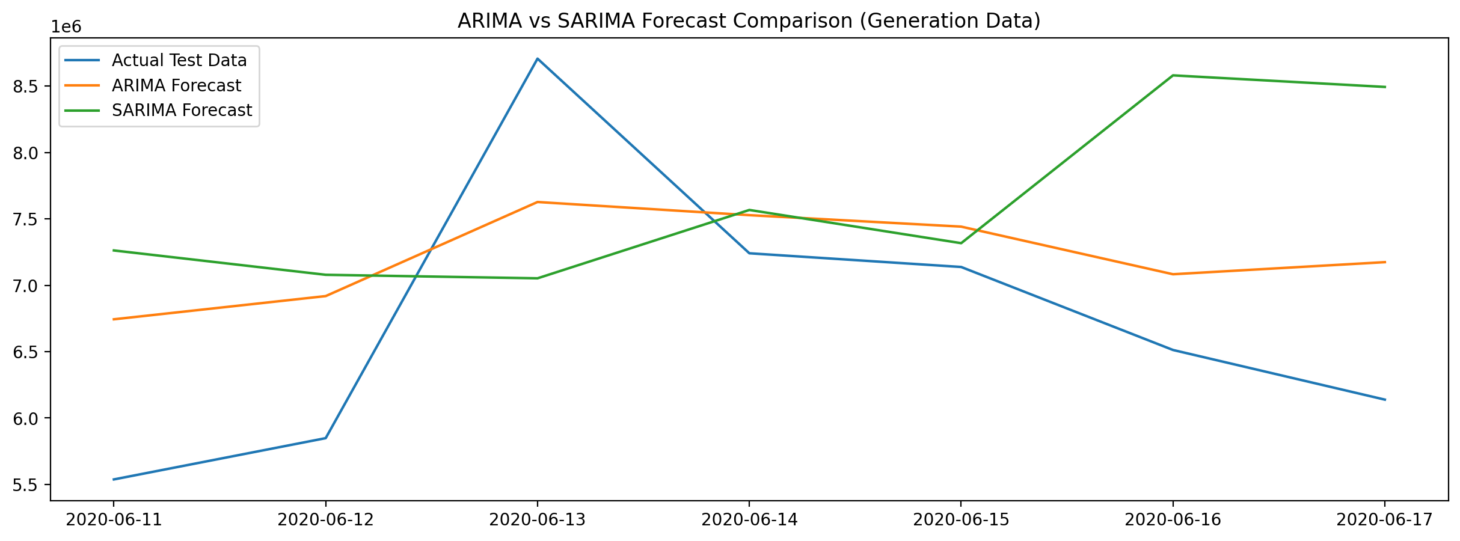 ARIMA vs SARIMA Forecast Comparison (Generation Data)
1e6
Actual Test Data
ARIMA Forecast
SARIMA Forecast
8.5
8.0
7.5
7.0
6.5
6.0
5.5
2020-06-11 2020-06-12 2020-06-13 2020-06-14 2020-06-15 2020-06-16 2020-06-17